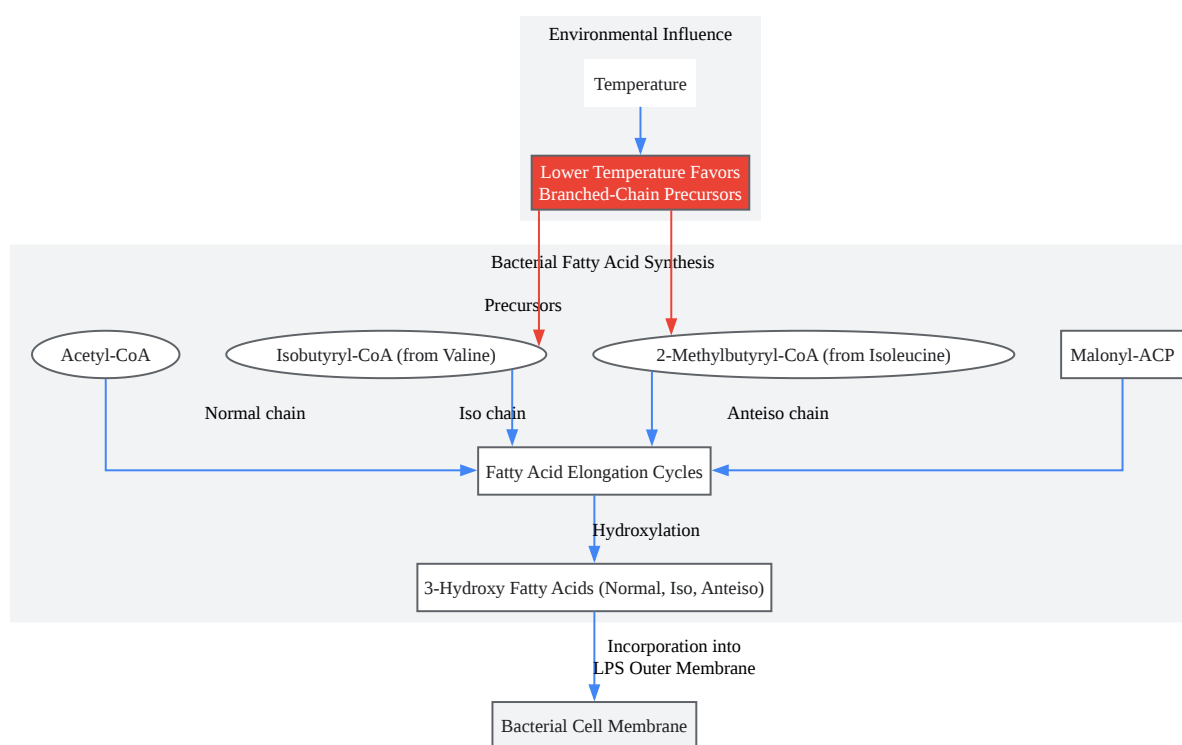 Environmental Influence
Temperature
Lower Temperature Favors
Branched-Chain Precursors
Bacterial Fatty Acid Synthesis
Precursors
Acetyl-CoA
Isobutyryl-CoA (from Valine)
2-Methylbutyryl-CoA (from Isoleucine)
Malonyl-ACP
Normal chain
Iso chain
Anteiso chain
Fatty Acid Elongation Cycles
Hydroxylation
3-Hydroxy Fatty Acids (Normal, Iso, Anteiso)
Incorporation into
LPS Outer Membrane
Bacterial Cell Membrane